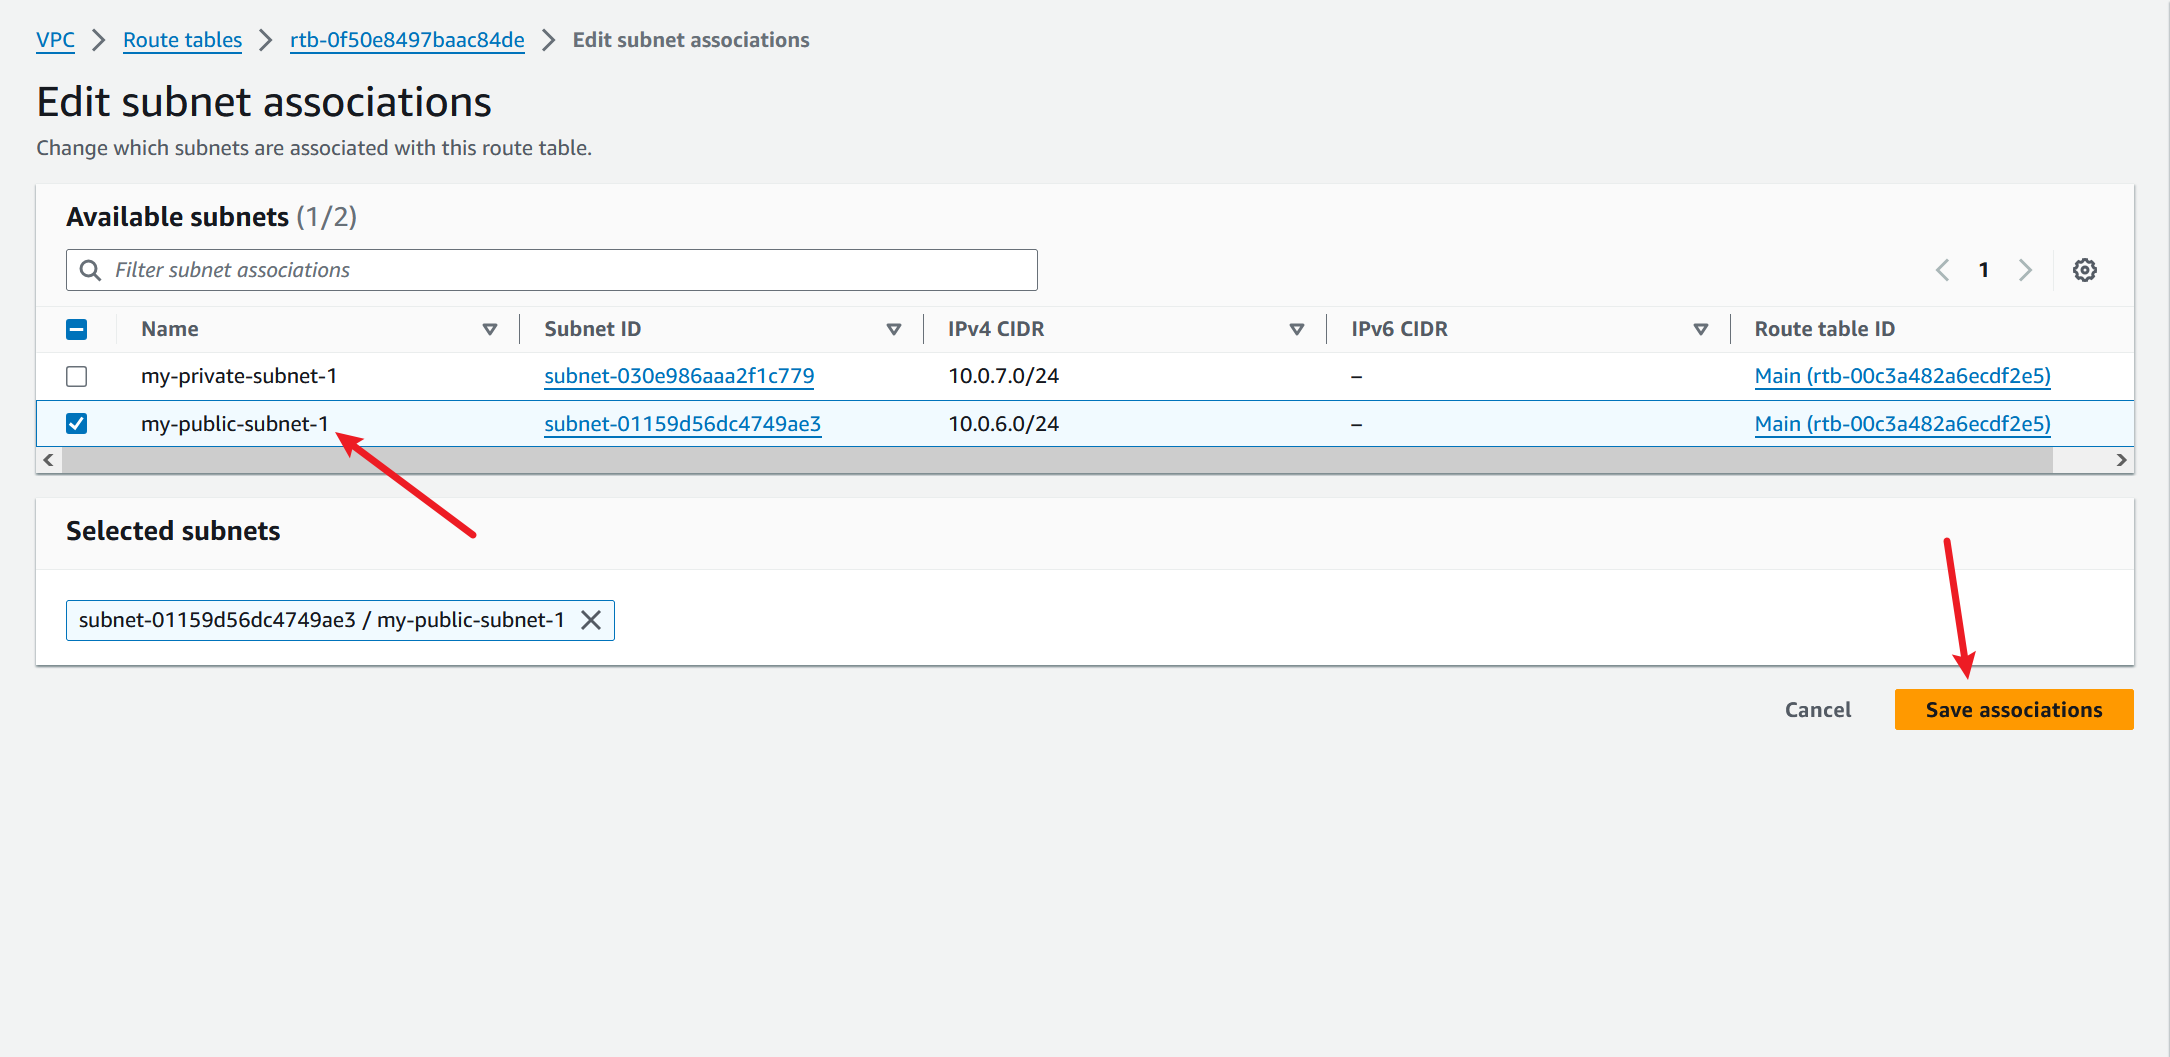 VPC Route tables rtb-0f50e8497baac84de Edit subnet associations
Edit subnet associations
Change which subnets are associated with this route table.
Available subnets (1/2)
Filter subnet associations 1
Name Subnet ID IPv4 CIDR IPv6 CIDR Route table ID
my-private-subnet-1 subnet-030e986aaa2f1c779 10.0.7.0/24 – Main (rtb-00c3a482a6ecdf2e5)
my-public-subnet-1 subnet-01159d56dc4749ae3 10.0.6.0/24 – Main (rtb-00c3a482a6ecdf2e5)
Selected subnets
subnet-01159d56dc4749ae3 / my-public-subnet-1
Cancel Save associations